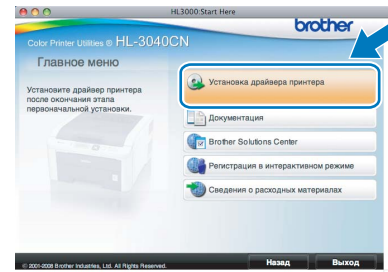 HL3000:Start Here
brother
Color Printer Utilities ® HL-3040CN
Главное меню
Установите драйвер принтера
после окончания этапа
первоначальной установки.
Установка драйвера принтера
Документация
Brother Solutions Center
Регистрация в интерактивном режиме
Сведения о расходных материалах
© 2001-2008 Brother Industries, Ltd. All Rights Reserved.
Назад
Выход